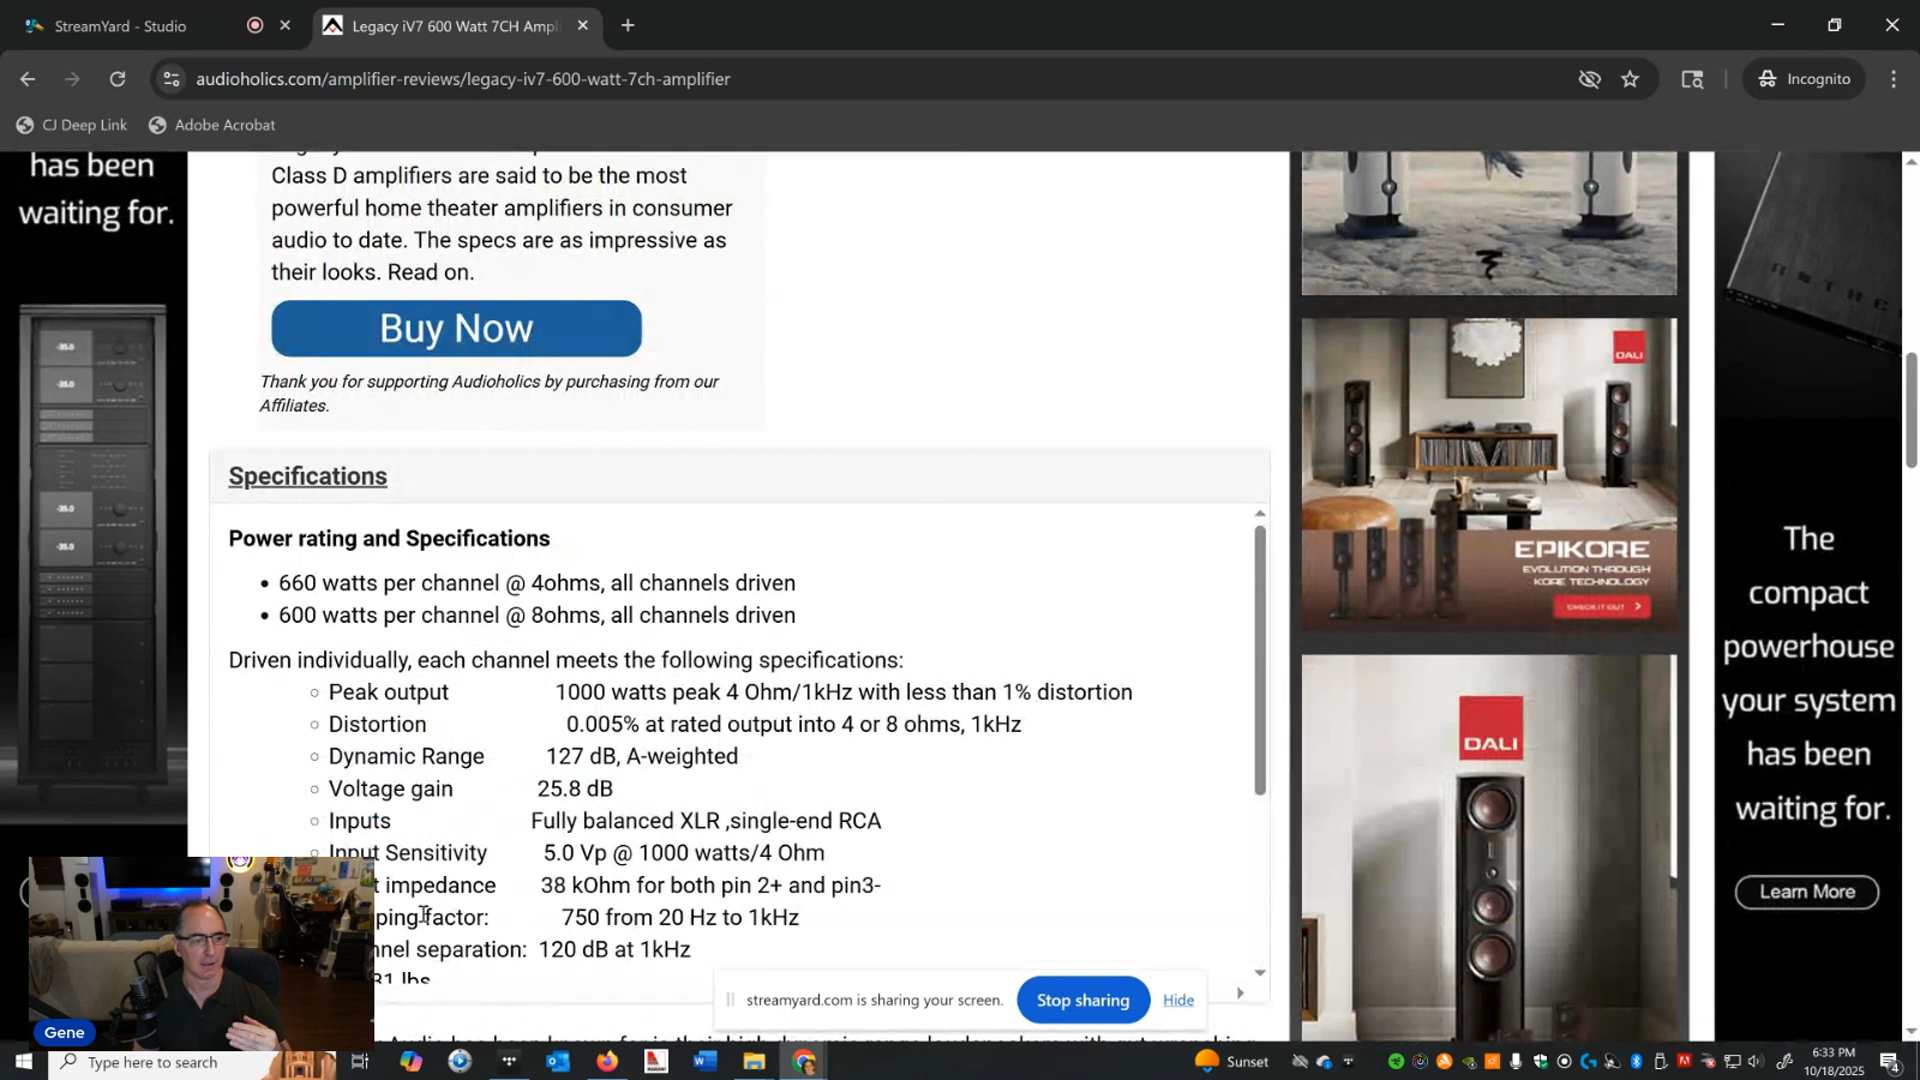 StreamYard - Studio
Legacy iV7 600 Watt 7CH Ampl
audioholics.com/amplifier-reviews/legacy-iv7-600-watt-7ch-amplifier
Incognito
CJ Deep Link
Adobe Acrobat
has been
waiting for.
Class D amplifiers are said to be the most
powerful home theater amplifiers in consumer
audio to date. The specs are as impressive as
their looks. Read on.
Buy Now
Thank you for supporting Audioholics by purchasing from our
Affiliates.
Specifications
Power rating and Specifications
• 660 watts per channel @ 4ohms, all channels driven
• 600 watts per channel @ 8ohms, all channels driven
Driven individually, each channel meets the following specifications:
Peak output 1000 watts peak 4 Ohm/1kHz with less than 1% distortion
Distortion 0.005% at rated output into 4 or 8 ohms, 1kHz
Dynamic Range 127 dB, A-weighted
Voltage gain 25.8 dB
Inputs Fully balanced XLR ,single-end RCA
Input Sensitivity 5.0 Vp @ 1000 watts/4 Ohm
t impedance 38 kOhm for both pin 2+ and pin3-
ping factor: 750 from 20 Hz to 1kHz
nnel separation: 120 dB at 1kHz
31 lbs
streamyard.com is sharing your screen.
Stop sharing
Hide
Gene
DALI
EPIKORE
EVOLUTION THROUGH
KORE TECHNOLOGY
CHECK IT OUT
DALI
The
compact
powerhouse
your system
has been
waiting for.
Learn More
Type here to search
Sunset
6:33 PM
10/18/2025
4